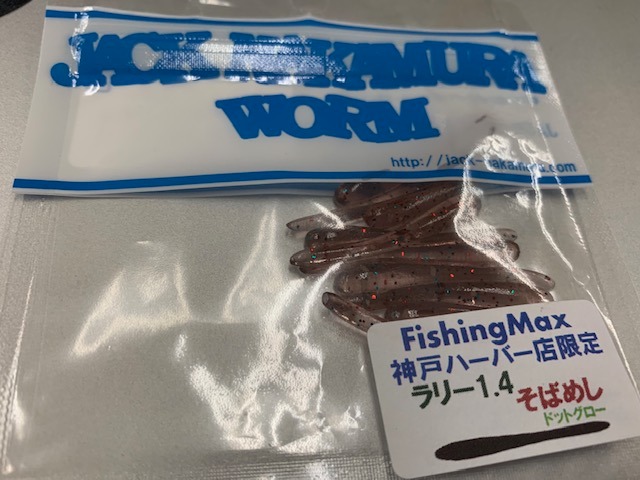 JACK NAKAMURA
WORM
http://jack-nakamura.com
FishingMax
神戸ハーバー店限定
ラリー1.4
そばめし
ドットグロー